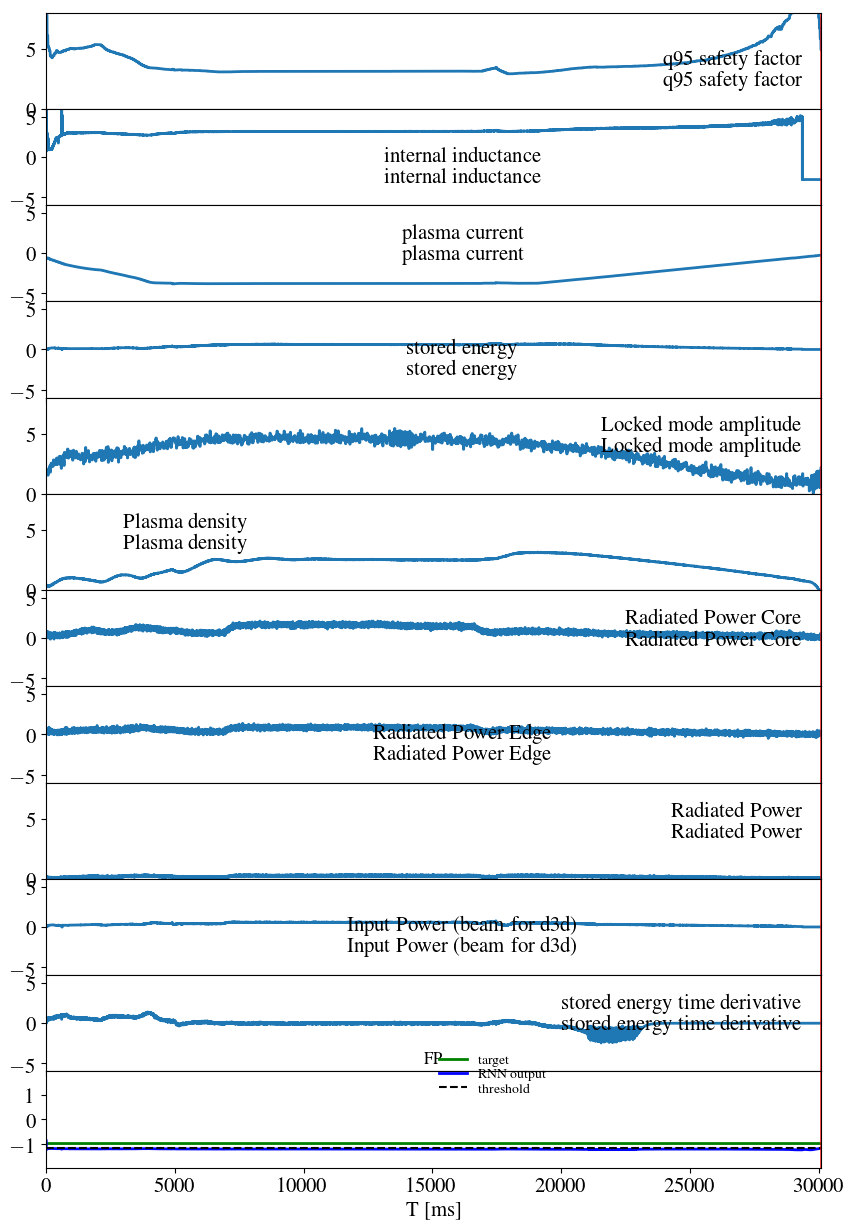 5
q95 safety factor
q95 safety factor
0
5
internal inductance
0
internal inductance
−5
5
plasma current
0
plasma current
−5
5
stored energy
0
stored energy
−5
Locked mode amplitude
5
Locked mode amplitude
0
Plasma density
5
Plasma density
0
5
Radiated Power Core
0
Radiated Power Core
−5
5
Radiated Power Edge
0
Radiated Power Edge
−5
Radiated Power
5
Radiated Power
0
5
Input Power (beam for d3d)
0
Input Power (beam for d3d)
−5
5
stored energy time derivative
0
stored energy time derivative
−5
FP
target
RNN output
threshold
1
0
−1
0 5000 10000 15000 20000 25000 30000
T [ms]